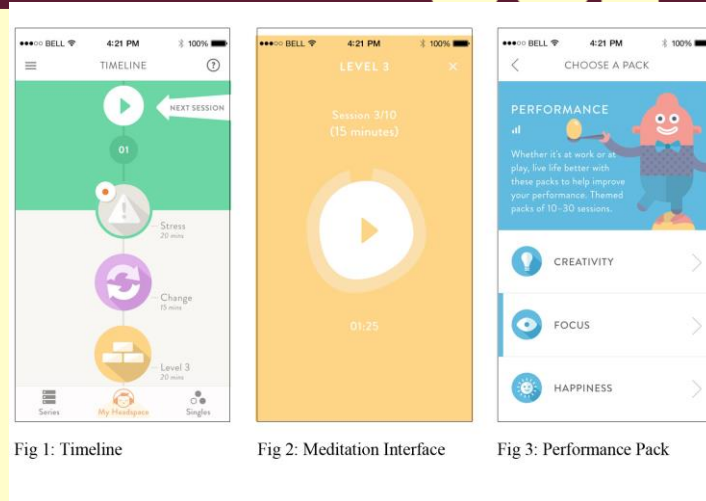 BELL 4:21 PM 100%
TIMELINE ?
NEXT SESSION
01
Stress
20 mins
Change
15 mins
Level 3
20 mins
Series My Headspace Singles
Fig 1: Timeline
BELL 4:21 PM 100%
LEVEL 3 ×
Session 3/10
(15 minutes)
01:25
Fig 2: Meditation Interface
BELL 4:21 PM 100%
CHOOSE A PACK
PERFORMANCE
Whether it's at work or at
play, live life better with
these packs to help improve
your performance. Themed
packs of 10-30 sessions.
CREATIVITY
FOCUS
HAPPINESS
Fig 3: Performance Pack